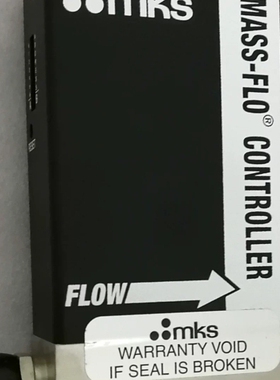 mks
MASS-FLO® CONTROLLER
FLOW
mks
WARRANTY VOID
IF SEAL IS BROKEN